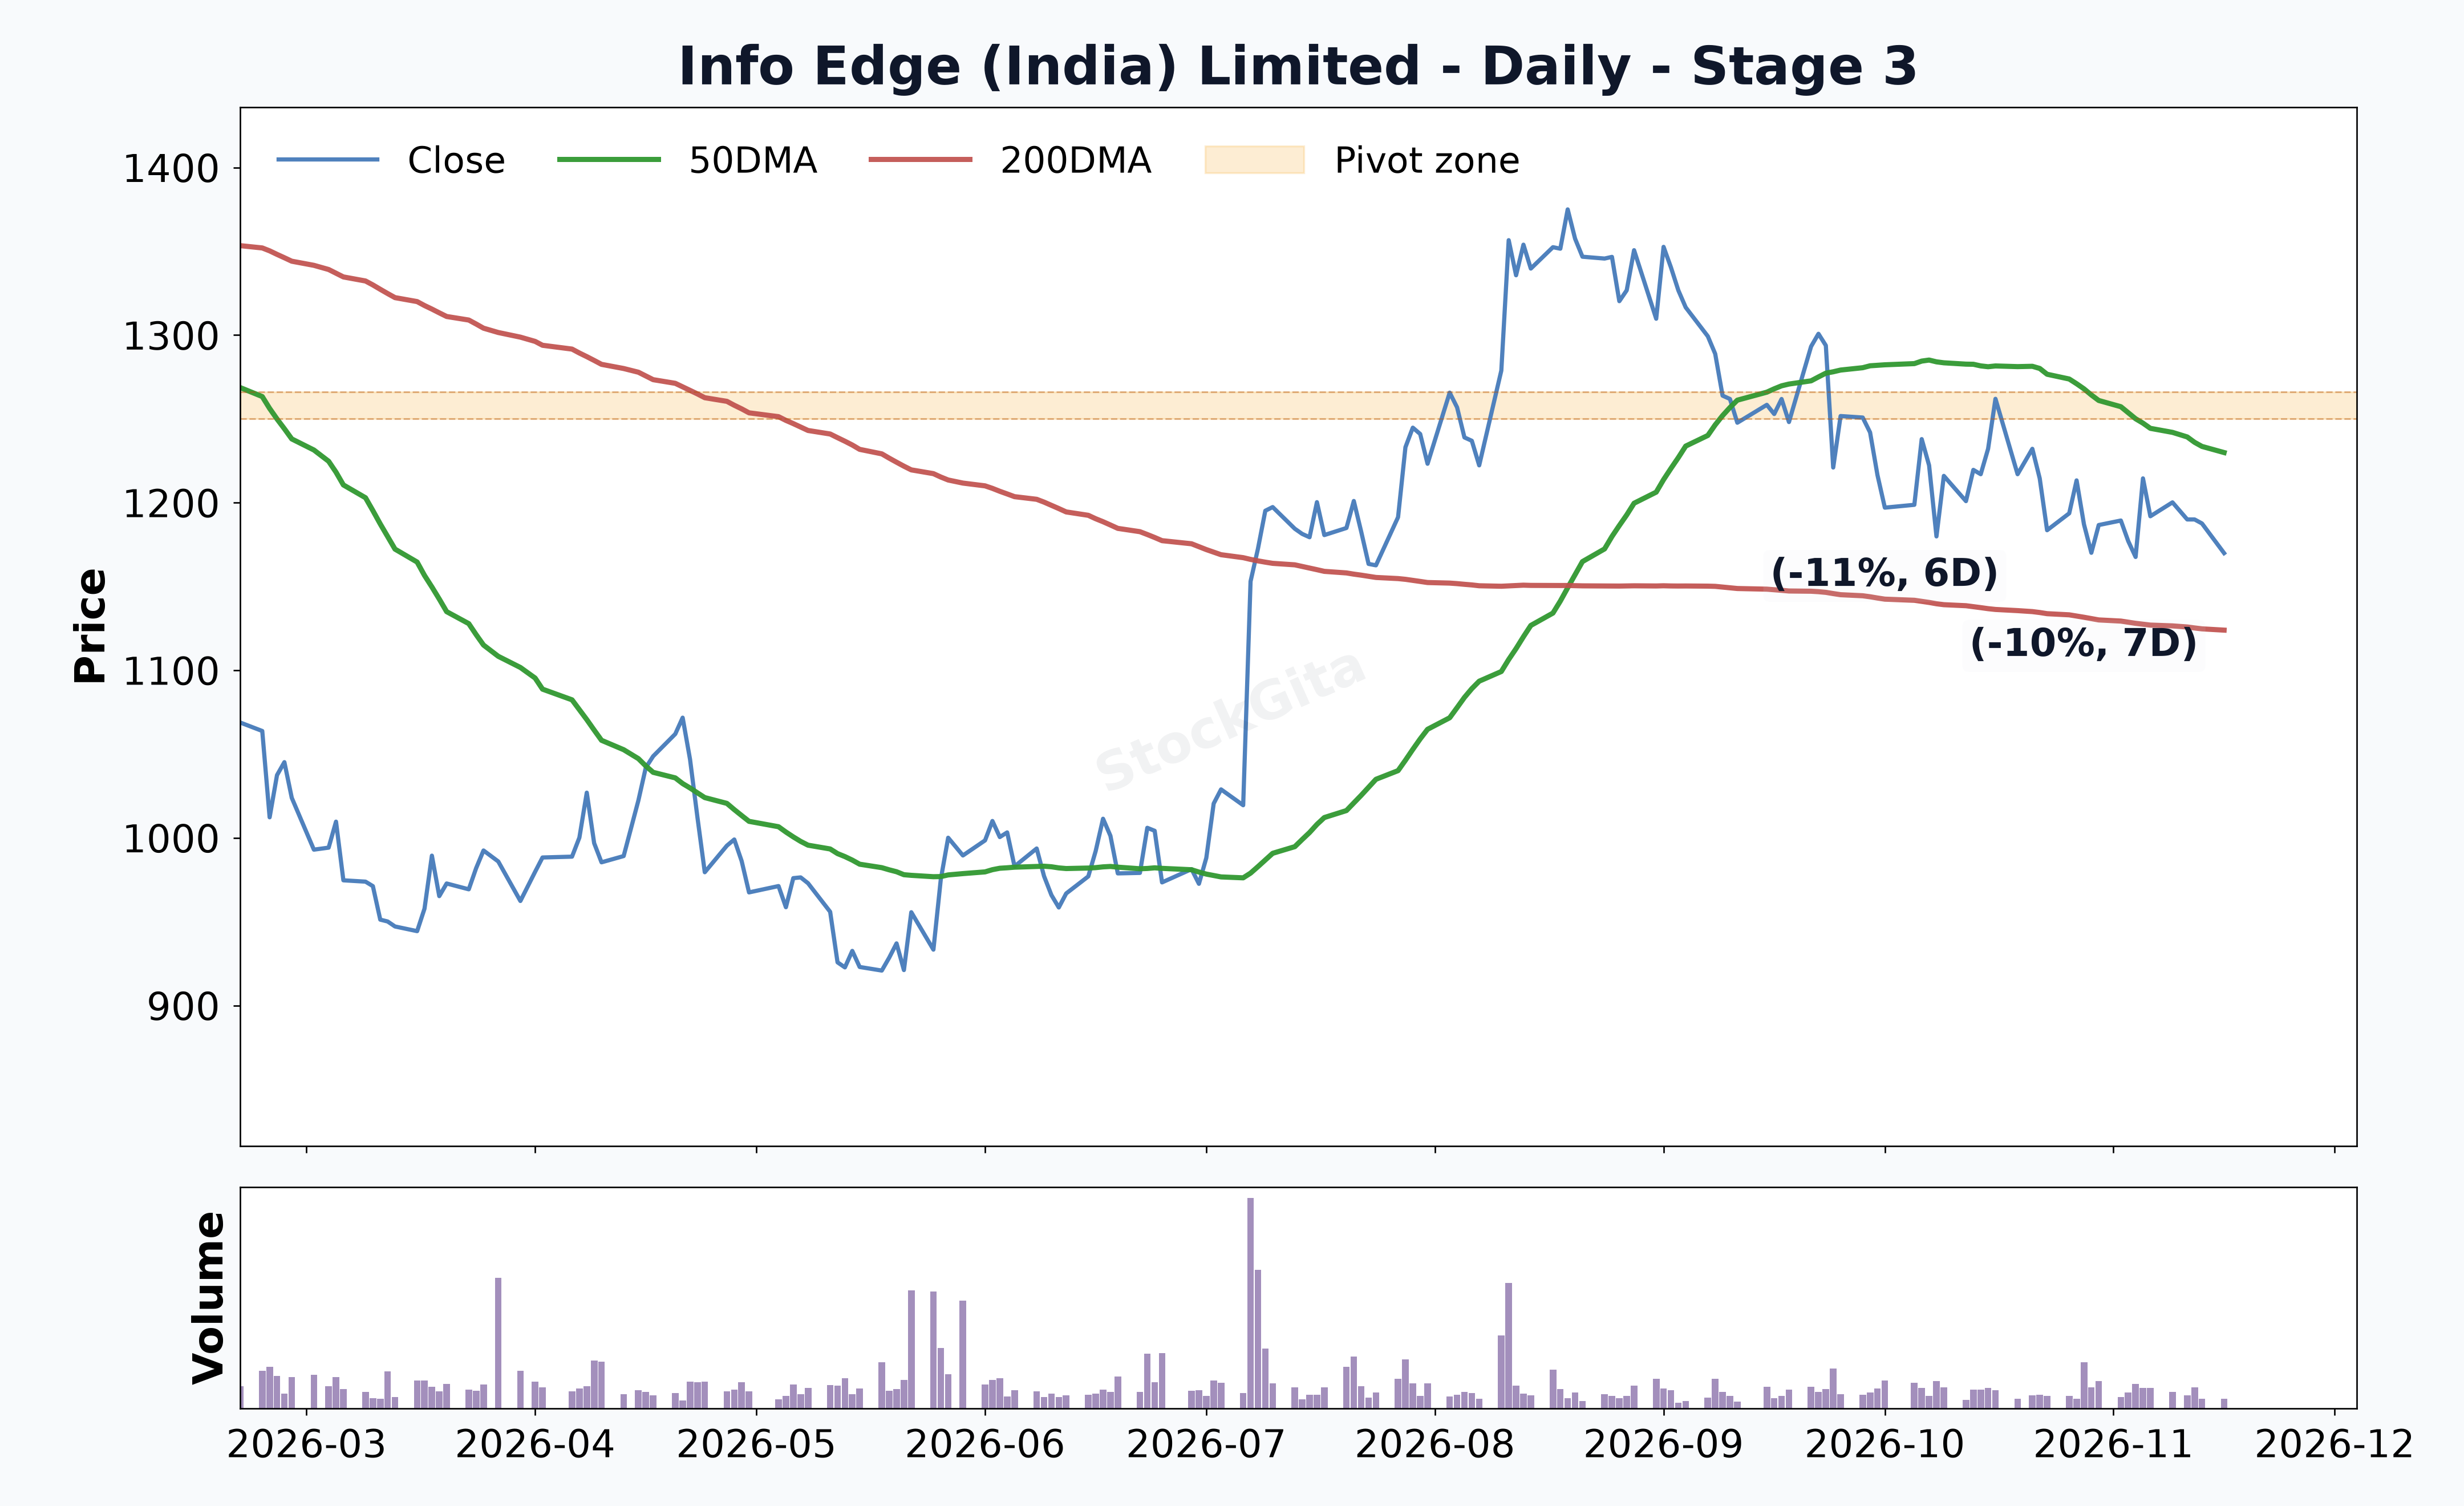 Info Edge (India) Limited - Daily - Stage 3
Close 50DMA 200DMA Pivot zone
1400
1300
1200
1100
1000
900
Price
(-11%, 6D)
(-10%, 7D)
StockGita
Volume
2026-03 2026-04 2026-05 2026-06 2026-07 2026-08 2026-09 2026-10 2026-11 2026-12